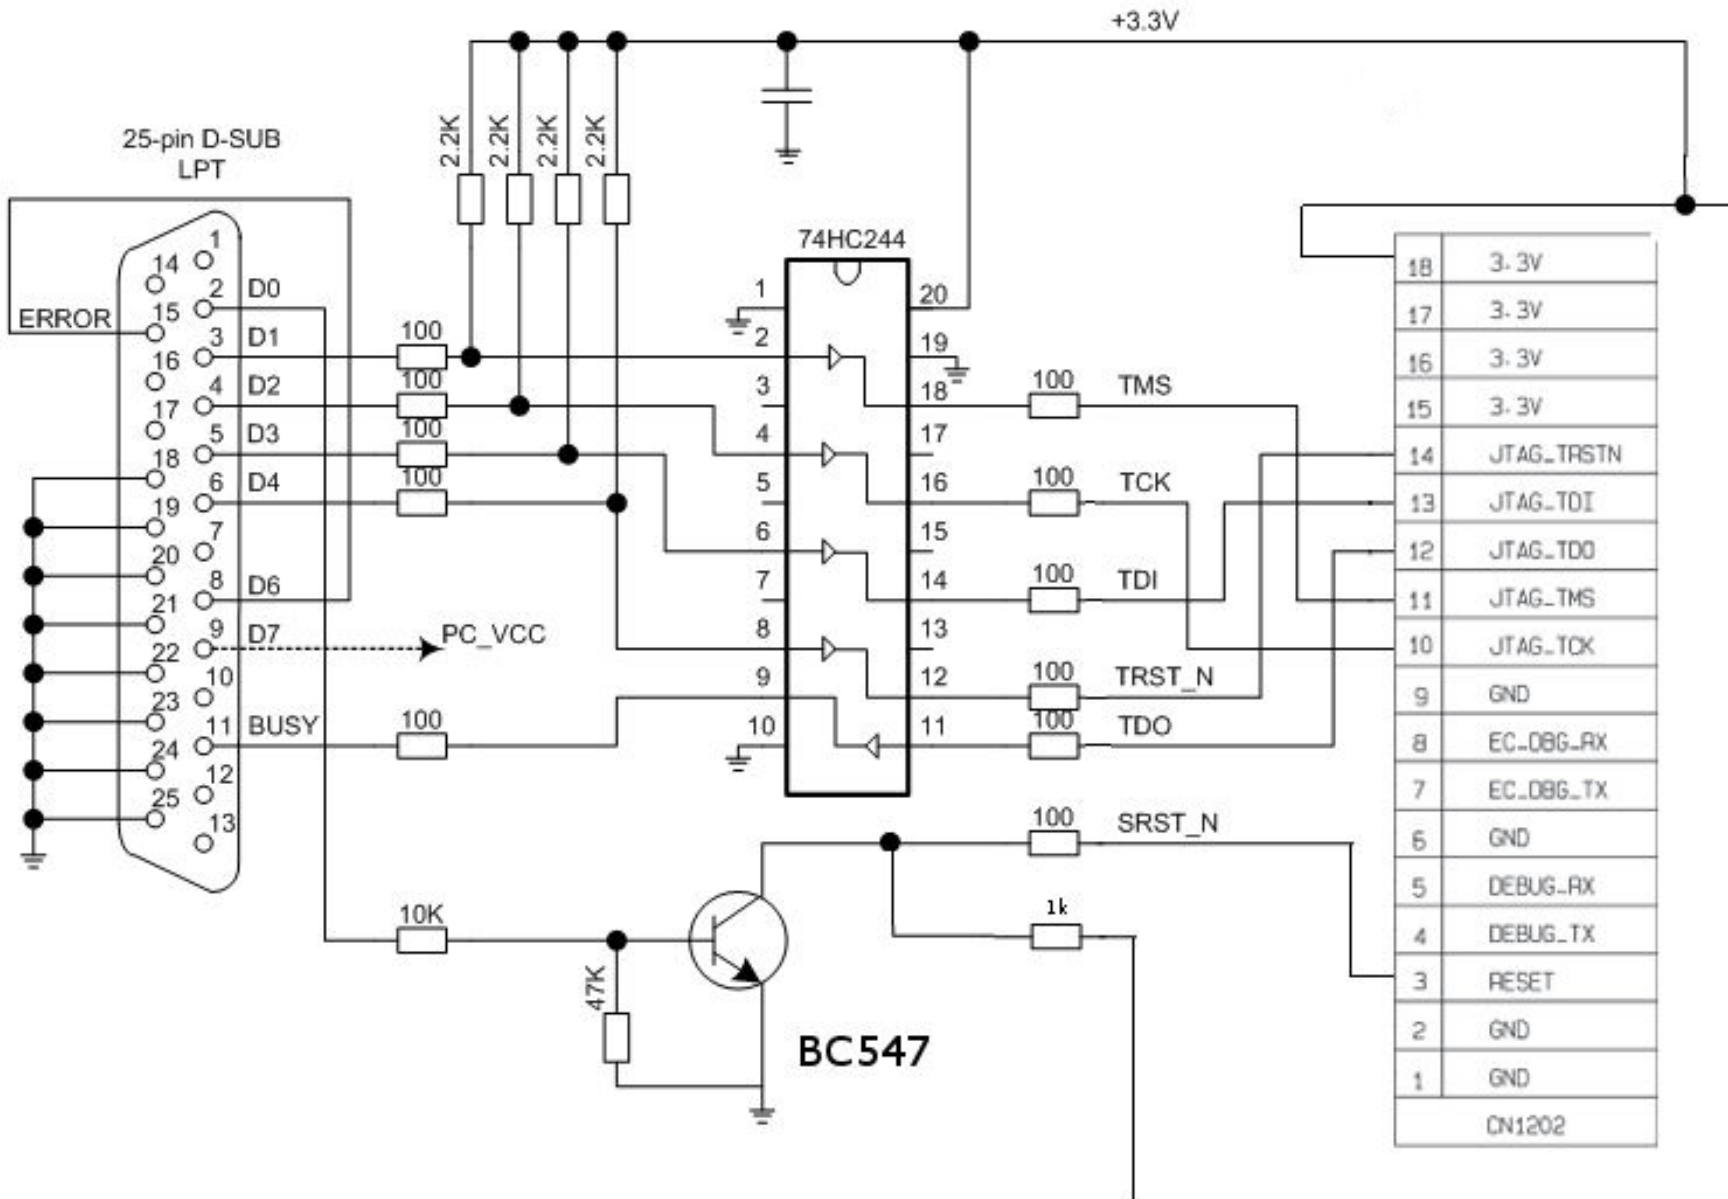 +3.3V
25-pin D-SUB
LPT
2.2K
2.2K
2.2K
2.2K
74HC244
ERROR
1
14
2
D0
15
3
D1
16
4
D2
17
5
D3
18
6
D4
19
7
20
8
D6
21
9
D7
PC_VCC
22
10
23
11
BUSY
24
12
25
13
100
100
100
100
100
10K
47K
1
2
3
4
5
6
7
8
9
10
20
19
18
17
16
15
14
13
12
11
100
TMS
100
TCK
100
TDI
100
TRST_N
100
TDO
100
SRST_N
1k
BC547
18 3.3V
17 3.3V
16 3.3V
15 3.3V
14 JTAG_TRSTN
13 JTAG_TDI
12 JTAG_TDO
11 JTAG_TMS
10 JTAG_TCK
9 GND
8 EC_DBG_RX
7 EC_DBG_TX
6 GND
5 DEBUG_RX
4 DEBUG_TX
3 RESET
2 GND
1 GND
CN1202